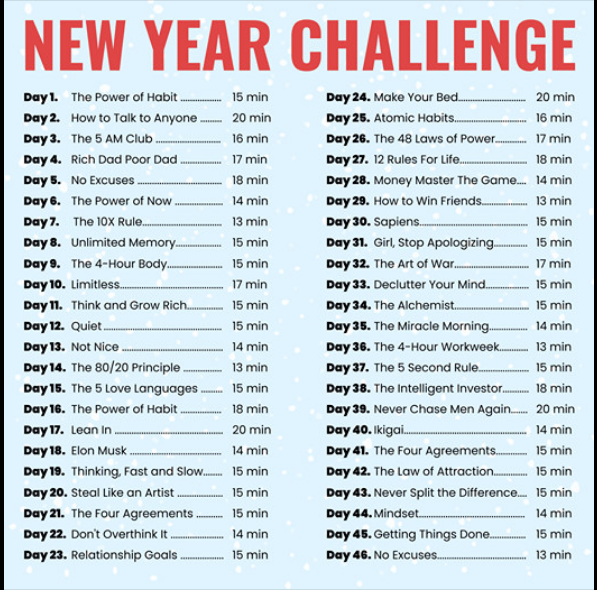 NEW YEAR CHALLENGE
Day 1. The Power of Habit ............... 15 min
Day 2. How to Talk to Anyone ........ 20 min
Day 3. The 5 AM Club ........................ 16 min
Day 4. Rich Dad Poor Dad ................ 17 min
Day 5. No Excuses ............................... 18 min
Day 6. The Power of Now .................. 14 min
Day 7. The 10X Rule............................. 13 min
Day 8. Unlimited Memory................. 15 min
Day 9. The 4-Hour Body.................... 15 min
Day 10. Limitless..................................... 17 min
Day 11. Think and Grow Rich............. 15 min
Day 12. Quiet ........................................... 15 min
Day 13. Not Nice ..................................... 14 min
Day 14. The 80/20 Principle ............... 13 min
Day 15. The 5 Love Languages ........ 15 min
Day 16. The Power of Habit ............... 18 min
Day 17. Lean In ........................................ 20 min
Day 18. Elon Musk .................................. 14 min
Day 19. Thinking, Fast and Slow....... 15 min
Day 20. Steal Like an Artist ................. 15 min
Day 21. The Four Agreements .......... 15 min
Day 22. Don't Overthink It ................... 14 min
Day 23. Relationship Goals ................ 15 min
Day 24. Make Your Bed......................... 20 min
Day 25. Atomic Habits........................... 16 min
Day 26. The 48 Laws of Power............ 17 min
Day 27. 12 Rules For Life......................... 18 min
Day 28. Money Master The Game.... 14 min
Day 29. How to Win Friends................. 13 min
Day 30. Sapiens......................................... 15 min
Day 31. Girl, Stop Apologizing............. 15 min
Day 32. The Art of War........................... 17 min
Day 33. Declutter Your Mind................ 15 min
Day 34. The Alchemist........................... 15 min
Day 35. The Miracle Morning.............. 14 min
Day 36. The 4-Hour Workweek........... 13 min
Day 37. The 5 Second Rule.................. 15 min
Day 38. The Intelligent Investor.......... 18 min
Day 39. Never Chase Men Again....... 20 min
Day 40. Ikigai............................................. 14 min
Day 41. The Four Agreements............ 15 min
Day 42. The Law of Attraction............. 15 min
Day 43. Never Split the Difference.... 15 min
Day 44. Mindset....................................... 14 min
Day 45. Getting Things Done.............. 15 min
Day 46. No Excuses................................. 13 min